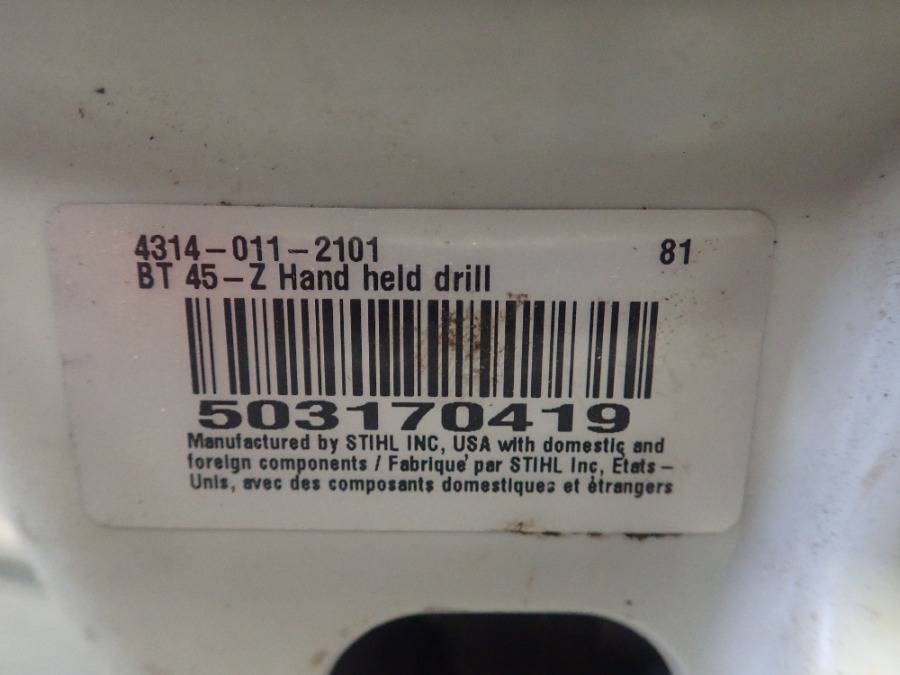 4314-011-2101 81
BT 45-Z Hand held drill
503170419
Manufactured by STIHL INC, USA with domestic and
foreign components / Fabrique' par STIHL Inc, Etats-
Unis, avec des composants domestiques et étrangers